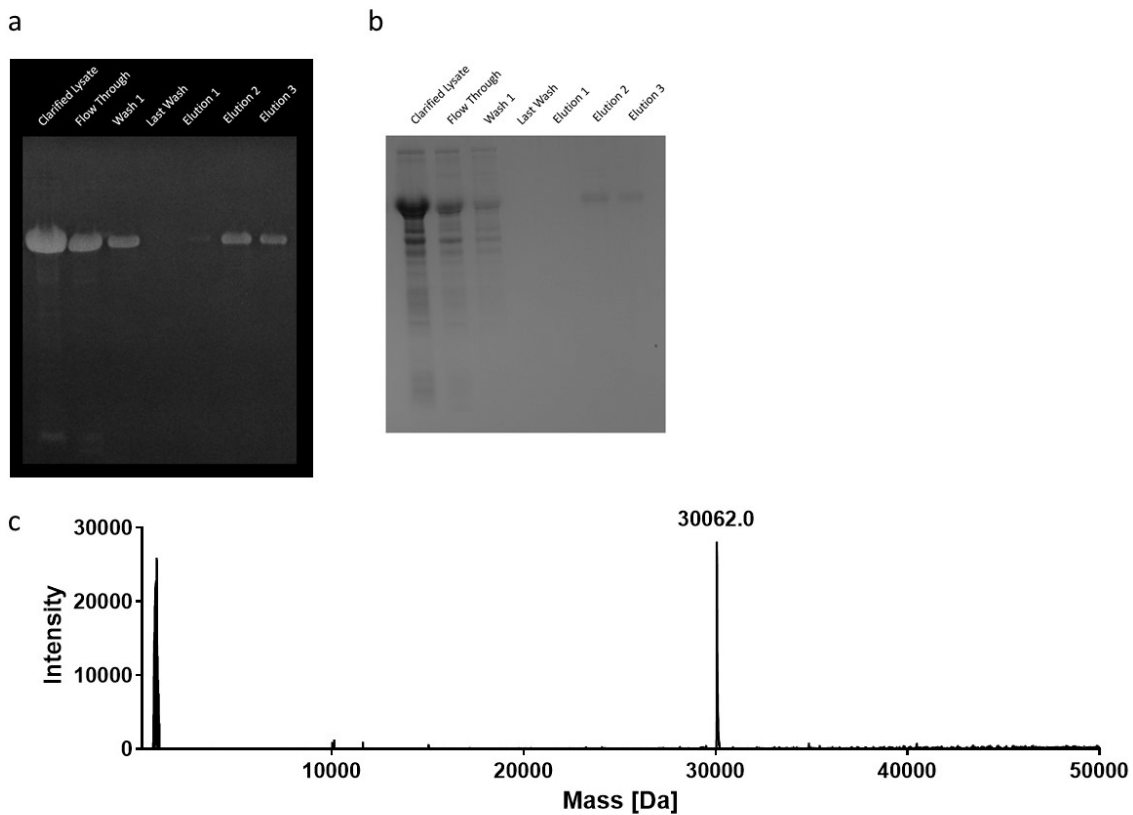 a
b
Clarified Lysate
Flow Through
Wash 1
Last Wash
Elution 1
Elution 2
Elution 3
Clarified Lysate
Flow Through
Wash 1
Last Wash
Elution 1
Elution 2
Elution 3
c
30000
20000
10000
0
Intensity
30062.0
10000
20000
30000
40000
50000
Mass [Da]